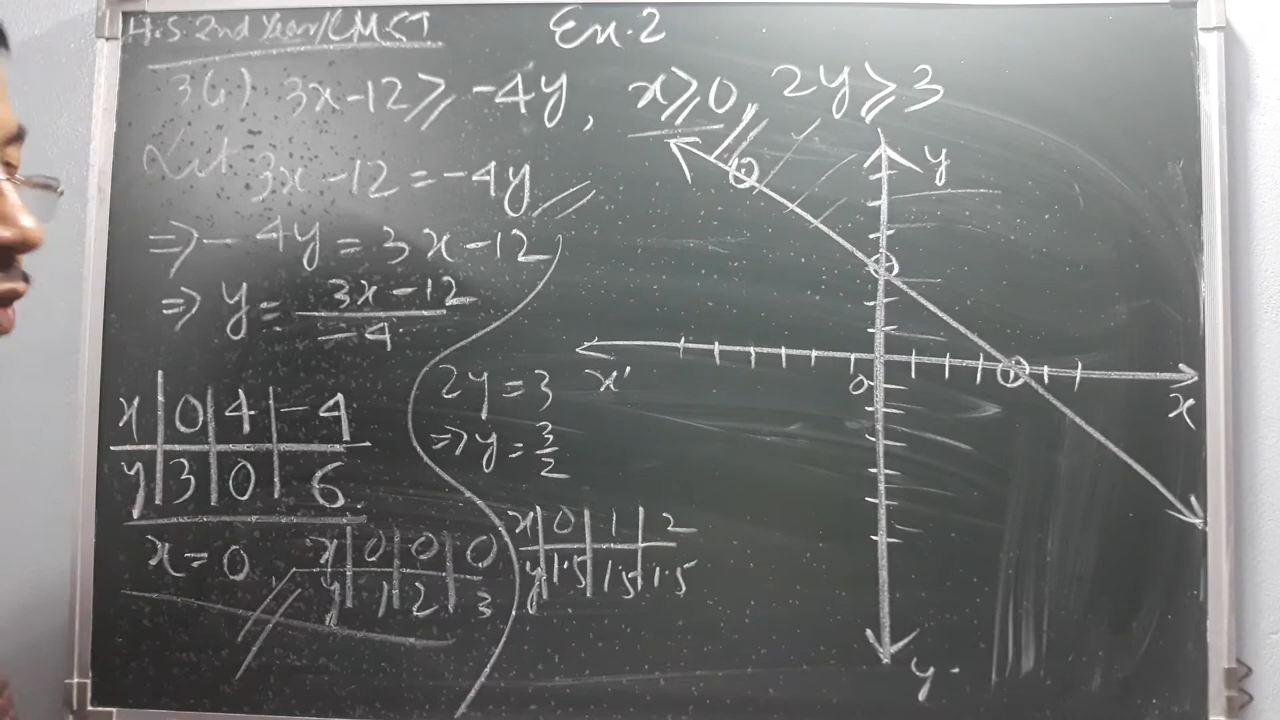 H.S. 2nd Year/CMST
Ex.2
3(i) 3x-12 ≥ -4y, x ≥ 0, 2y ≥ 3
Let 3x-12 = -4y
⇒ -4y = 3x-12
⇒ y = 3x-12 / -4
x | 0 | 4 | -4
y | 3 | 0 | 6
x = 0
x | 0 | 0 | 0
y | 1 | 2 | 3
2y = 3
⇒ y = 3/2
x | 0 | 1 | 2
y | 1.5 | 1.5 | 1.5
y
x'
0
x
y-